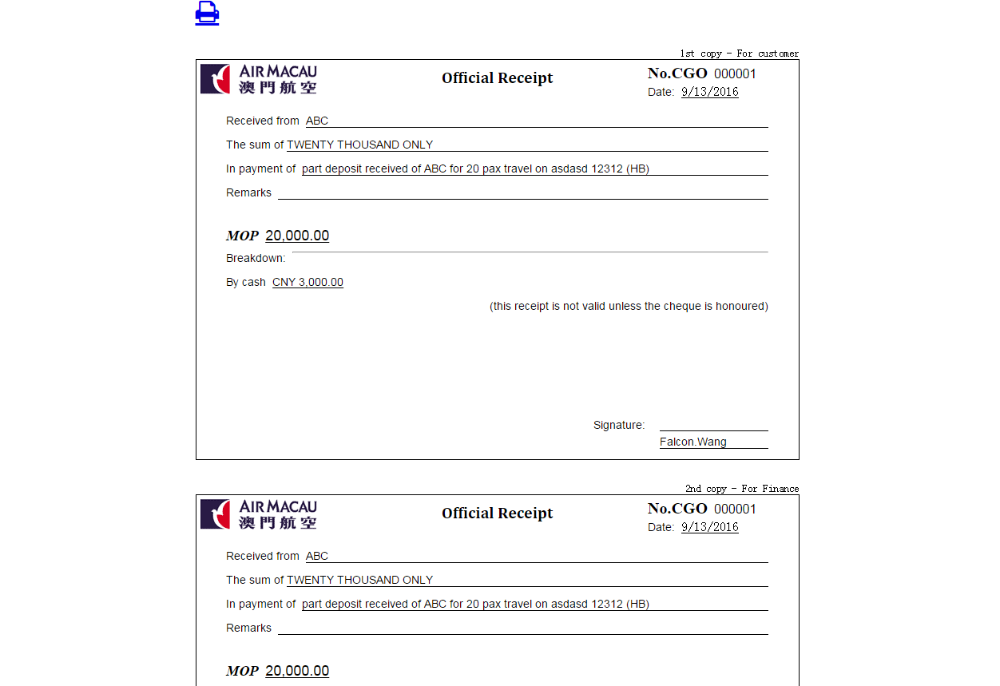 1st copy - For customer
AIR MACAU
澳門航空
Official Receipt
No.CGO 000001
Date: 9/13/2016
Received from ABC
The sum of TWENTY THOUSAND ONLY
In payment of part deposit received of ABC for 20 pax travel on asdasd 12312 (HB)
Remarks
MOP 20,000.00
Breakdown:
By cash CNY 3,000.00
(this receipt is not valid unless the cheque is honoured)
Signature:
Falcon.Wang
2nd copy - For Finance
AIR MACAU
澳門航空
Official Receipt
No.CGO 000001
Date: 9/13/2016
Received from ABC
The sum of TWENTY THOUSAND ONLY
In payment of part deposit received of ABC for 20 pax travel on asdasd 12312 (HB)
Remarks
MOP 20,000.00